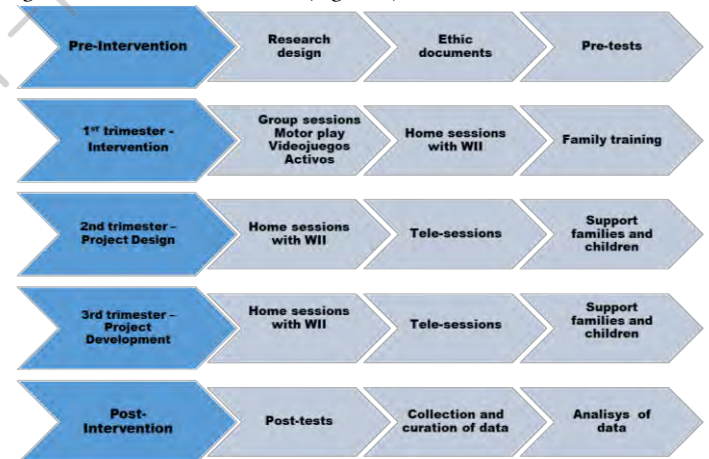 Pre-Intervention
Research
design
Ethic
documents
Pre-tests
1st trimester -
Intervention
Group sessions
Motor play
Videojuegos
Activos
Home sessions
with WII
Family training
2nd trimester –
Project Design
Home sessions
with WII
Tele-sessions
Support
families and
children
3rd trimester –
Project
Development
Home sessions
with WII
Tele-sessions
Support
families and
children
Post-
Intervention
Post-tests
Collection and
curation of data
Analisys of
data